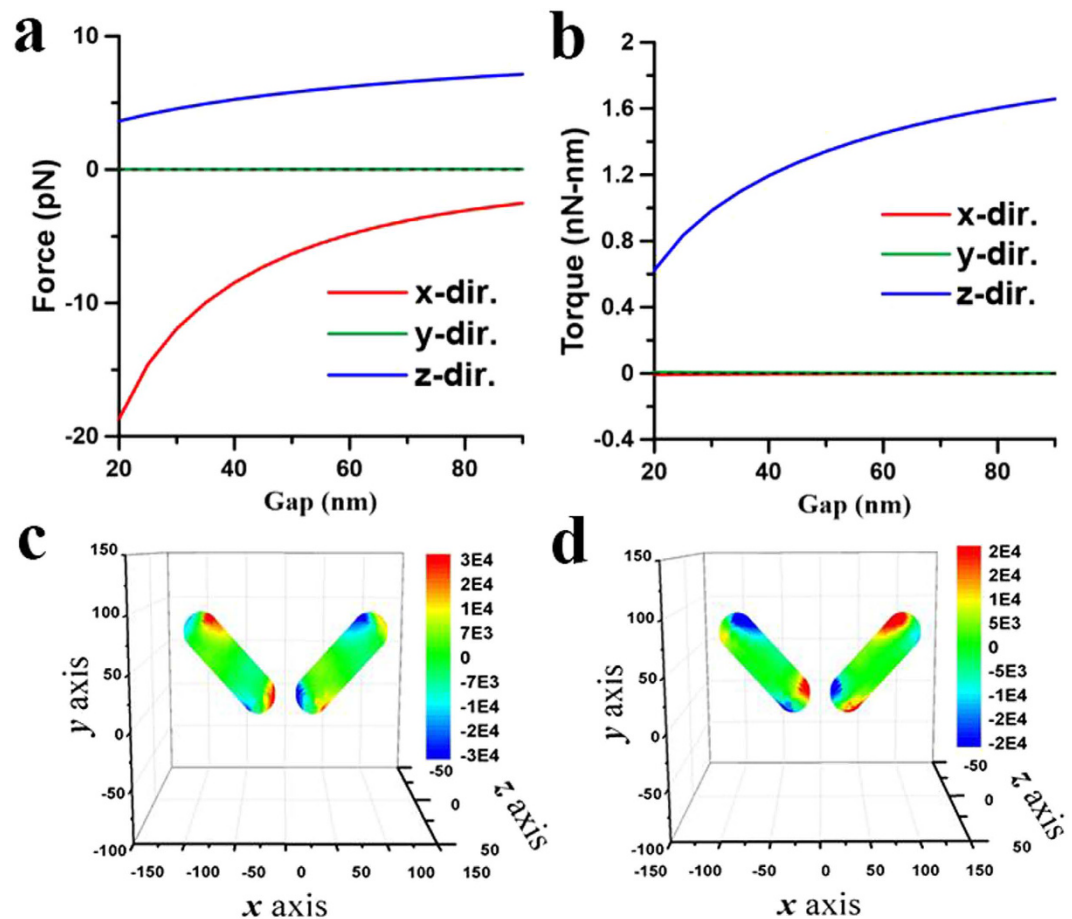 a
10
5
0
-5
-10
-15
-20
20
40
60
80
Force (pN)
Gap (nm)
x-dir.
y-dir.
z-dir.
b
2
1.6
1.2
0.8
0.4
0
-0.4
20
40
60
80
Torque (nN-nm)
Gap (nm)
x-dir.
y-dir.
z-dir.
c
150
100
50
0
-50
-100
y axis
-150
-100
-50
0
50
100
150
x axis
-50
0
50
z axis
3E4
2E4
1E4
7E3
0
-7E3
-1E4
-2E4
-3E4
d
150
100
50
0
-50
-100
y axis
-150
-100
-50
0
50
100
150
x axis
-50
0
50
z axis
2E4
2E4
1E4
5E3
0
-5E3
-1E4
-2E4
-2E4